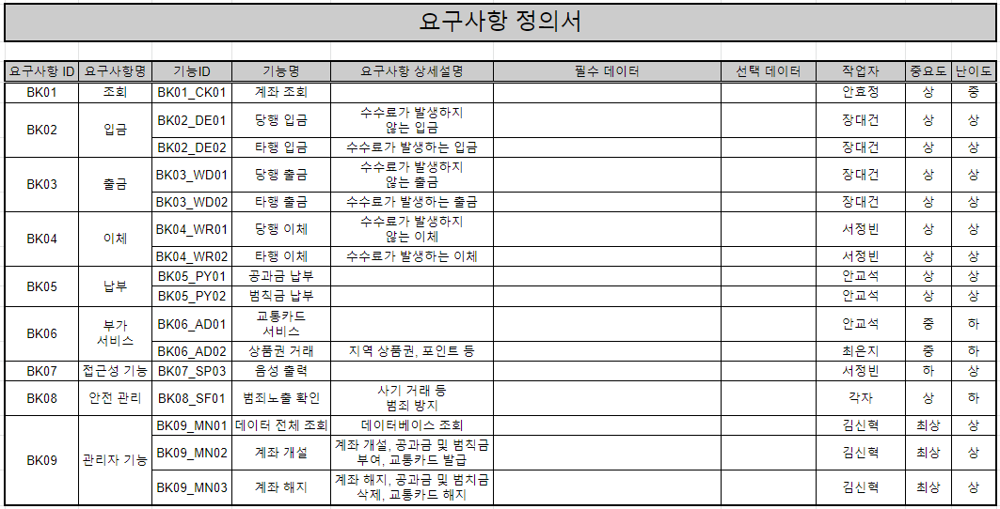 요구사항 정의서
요구사항 ID 요구사항명 기능ID 기능명 요구사항 상세설명 필수 데이터 선택 데이터 작업자 중요도 난이도
BK01 조회 BK01_CK01 계좌 조회 안효정 상 중
BK02 입금 BK02_DE01 당행 입금 수수료가 발생하지
않는 입금 장대건 상 상
BK02_DE02 타행 입금 수수료가 발생하는 입금 장대건 상 상
BK03 출금 BK03_WD01 당행 출금 수수료가 발생하지
않는 출금 장대건 상 상
BK03_WD02 타행 출금 수수료가 발생하는 출금 장대건 상 상
BK04 이체 BK04_WR01 당행 이체 수수료가 발생하지
않는 이체 서정빈 상 상
BK04_WR02 타행 이체 수수료가 발생하는 이체 서정빈 상 상
BK05 납부 BK05_PY01 공과금 납부 안교석 상 상
BK05_PY02 범칙금 납부 안교석 상 상
BK06 부가
서비스 BK06_AD01 교통카드
서비스 안교석 중 하
BK06_AD02 상품권 거래 지역 상품권, 포인트 등 최은지 중 하
BK07 접근성 기능 BK07_SP03 음성 출력 서정빈 하 상
BK08 안전 관리 BK08_SF01 범죄노출 확인 사기 거래 등
범죄 방지 각자 상 하
BK09 관리자 기능 BK09_MN01 데이터 전체 조회 데이터베이스 조회 김신혁 최상 상
BK09_MN02 계좌 개설 계좌 개설, 공과금 및 범칙금
부여, 교통카드 발급 김신혁 최상 상
BK09_MN03 계좌 해지 계좌 해지, 공과금 및 범치금
삭제, 교통카드 해지 김신혁 최상 상